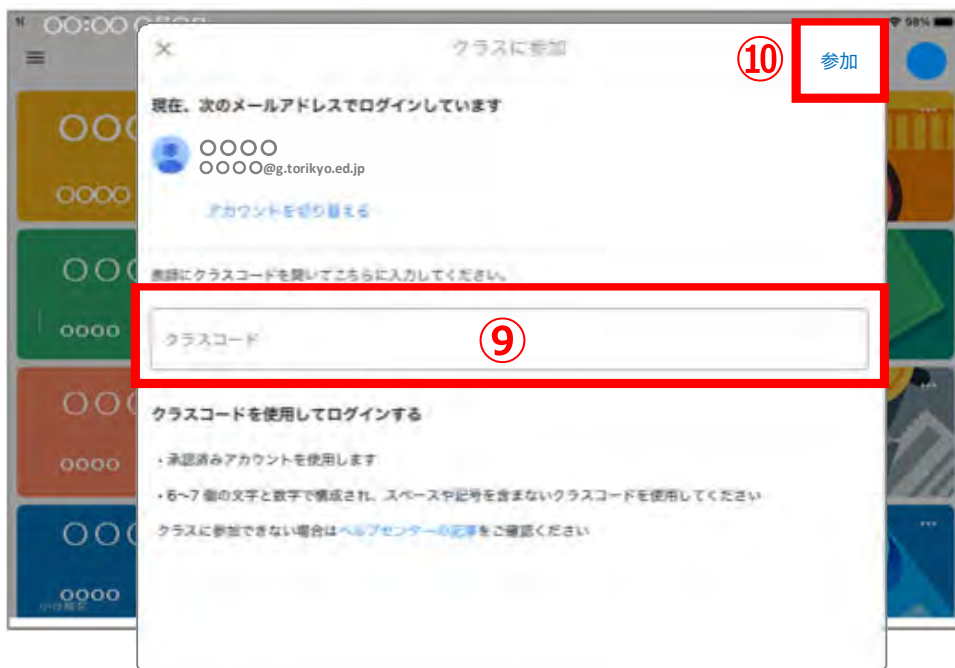 00:00
98%
クラスに参加
⑩
参加
現在、次のメールアドレスでログインしています
〇〇〇〇
〇〇〇〇@g.torikyo.ed.jp
アカウントを切り替える
教師にクラスコードを聞いてこちらに入力してください。
クラスコード
⑨
クラスコードを使用してログインする
・承認済みアカウントを使用します
・6~7 個の文字と数字で構成され、スペースや記号を含まないクラスコードを使用してください
クラスに参加できない場合はヘルプセンターの記事をご確認ください
〇〇〇
〇〇〇〇
〇〇〇
〇〇〇〇
〇〇〇
〇〇〇〇
〇〇〇
〇〇〇〇